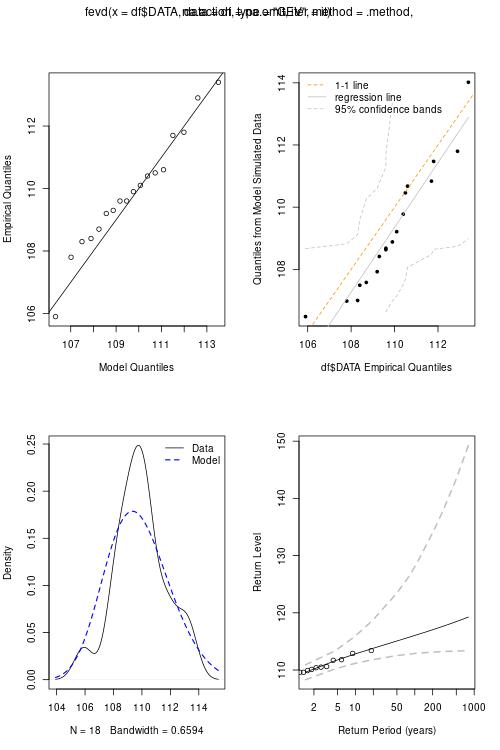 fevd(x = df$DATA, data = df, type = "GEV", method = .method,
Empirical Quantiles
106 108 110 112
107 109 111 113
Model Quantiles
1-1 line
regression line
95% confidence bands
Quantiles from Model Simulated Data
108 110 112 114
106 108 110 112
df$DATA Empirical Quantiles
Data
Model
Density
0.00 0.05 0.10 0.15 0.20 0.25
104 106 108 110 112 114
N = 18 Bandwidth = 0.6594
Return Level
110 120 130 140 150
2 5 10 50 200 1000
Return Period (years)